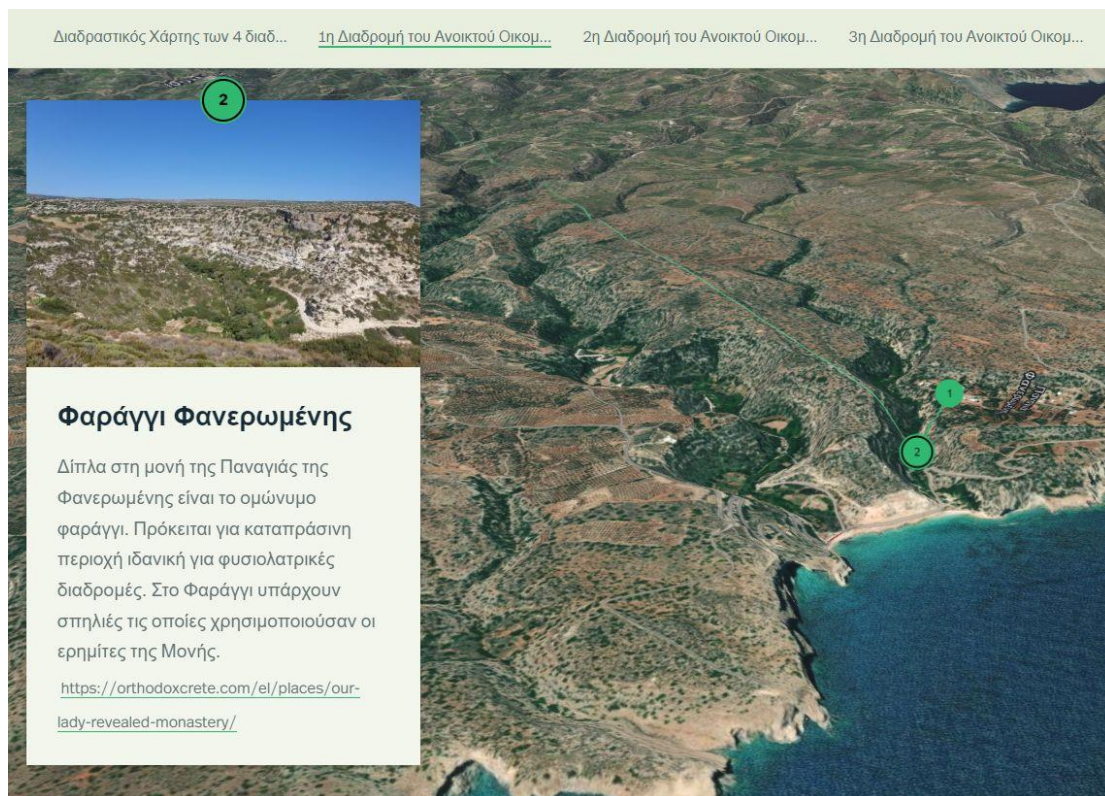 Διαδραστικός Χάρτης των 4 διαδ...
1η Διαδρομή του Ανοικτού Οικομ...
2η Διαδρομή του Ανοικτού Οικομ...
3η Διαδρομή του Ανοικτού Οικομ...
2
Φαράγγι Φανερωμένης
Δίπλα στη μονή της Παναγιάς της
Φανερωμένης είναι το ομώνυμο
φαράγγι. Πρόκειται για καταπράσινη
περιοχή ιδανική για φυσιολατρικές
διαδρομές. Στο Φαράγγι υπάρχουν
σπηλιές τις οποίες χρησιμοποιούσαν οι
ερημίτες της Μονής.
https://orthodoxcrete.com/el/places/our-
lady-revealed-monastery/
1
2